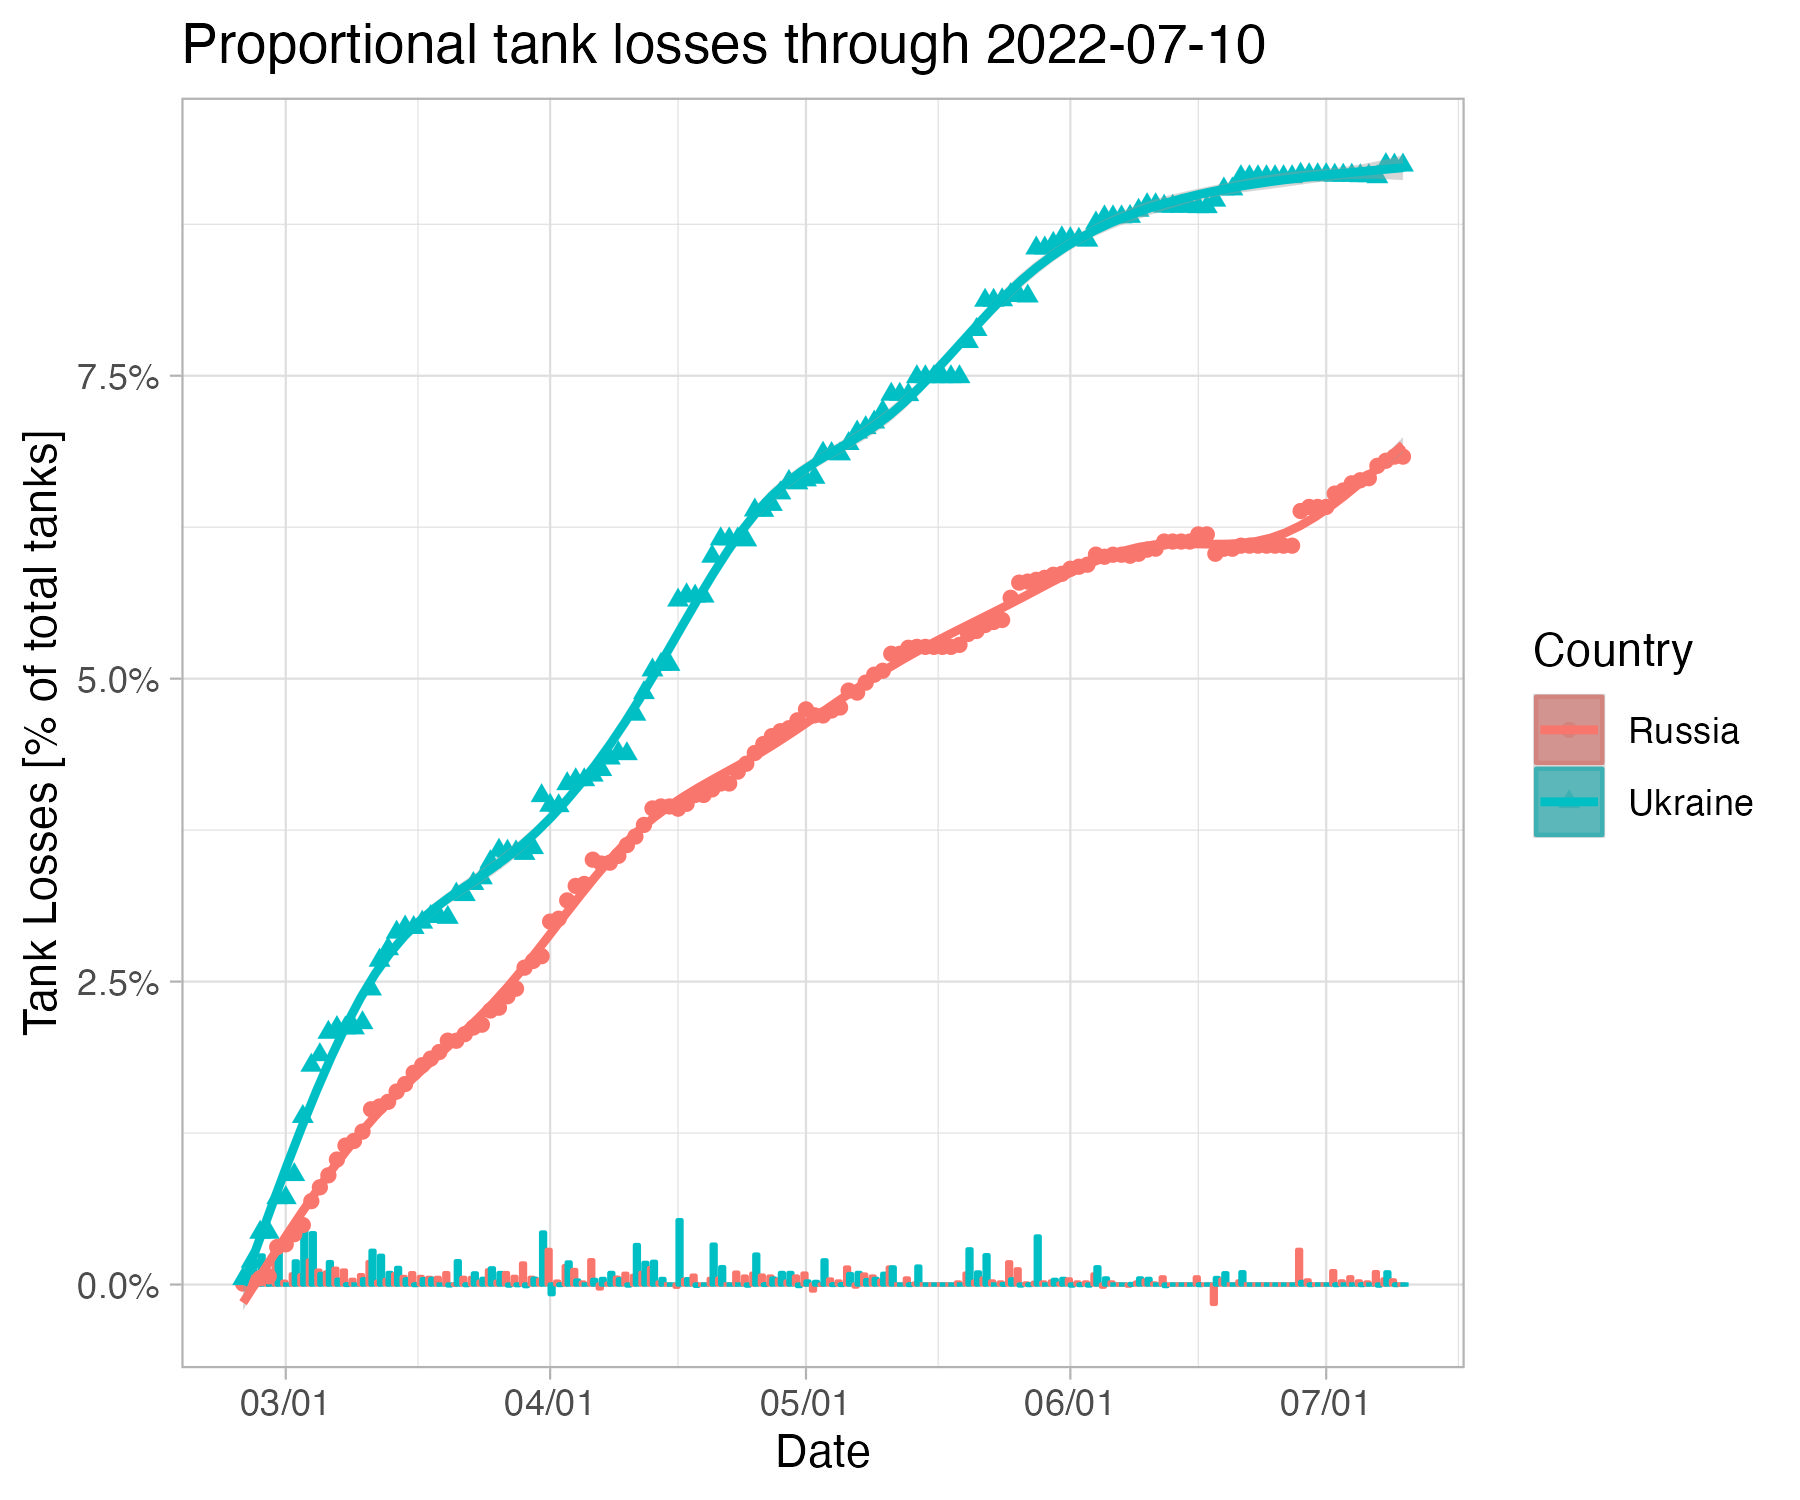 Proportional tank losses through 2022-07-10
Tank Losses [% of total tanks]
7.5%
5.0%
2.5%
0.0%
03/01
04/01
05/01
06/01
07/01
Date
Country
Russia
Ukraine